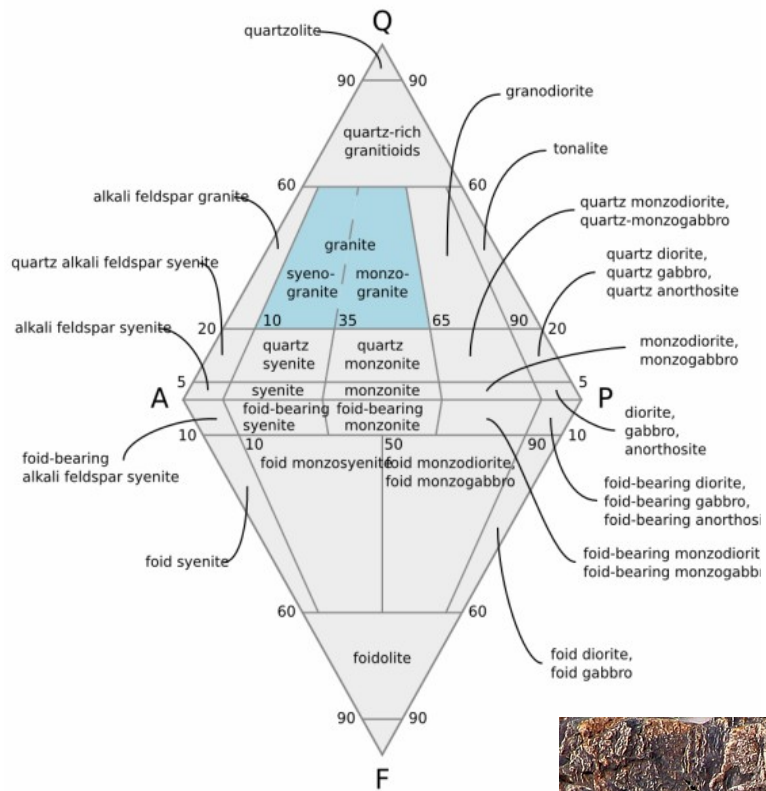 quartzolite
Q
90 90
granodiorite
quartz-rich
granitioids
tonalite
60 60
alkali feldspar granite
quartz monzodiorite,
quartz-monzogabbro
granite
quartz alkali feldspar syenite
syeno-
granite
monzo-
granite
quartz diorite,
quartz gabbro,
quartz anorthosite
20 10 35 65 90 20
alkali feldspar syenite
quartz
syenite
quartz
monzonite
monzodiorite,
monzogabbro
5 5
A syenite monzonite P
foid-bearing
syenite
foid-bearing
monzonite
diorite,
gabbro,
anorthosite
10 10 50 90 10
foid-bearing
alkali feldspar syenite
foid monzosyenite
foid monzodiorite,
foid monzogabbro
foid-bearing diorite,
foid-bearing gabbro,
foid-bearing anorthosi
foid syenite
foid-bearing monzodiorit
foid-bearing monzogabbr
60 60
foidolite
foid diorite,
foid gabbro
90 90
F